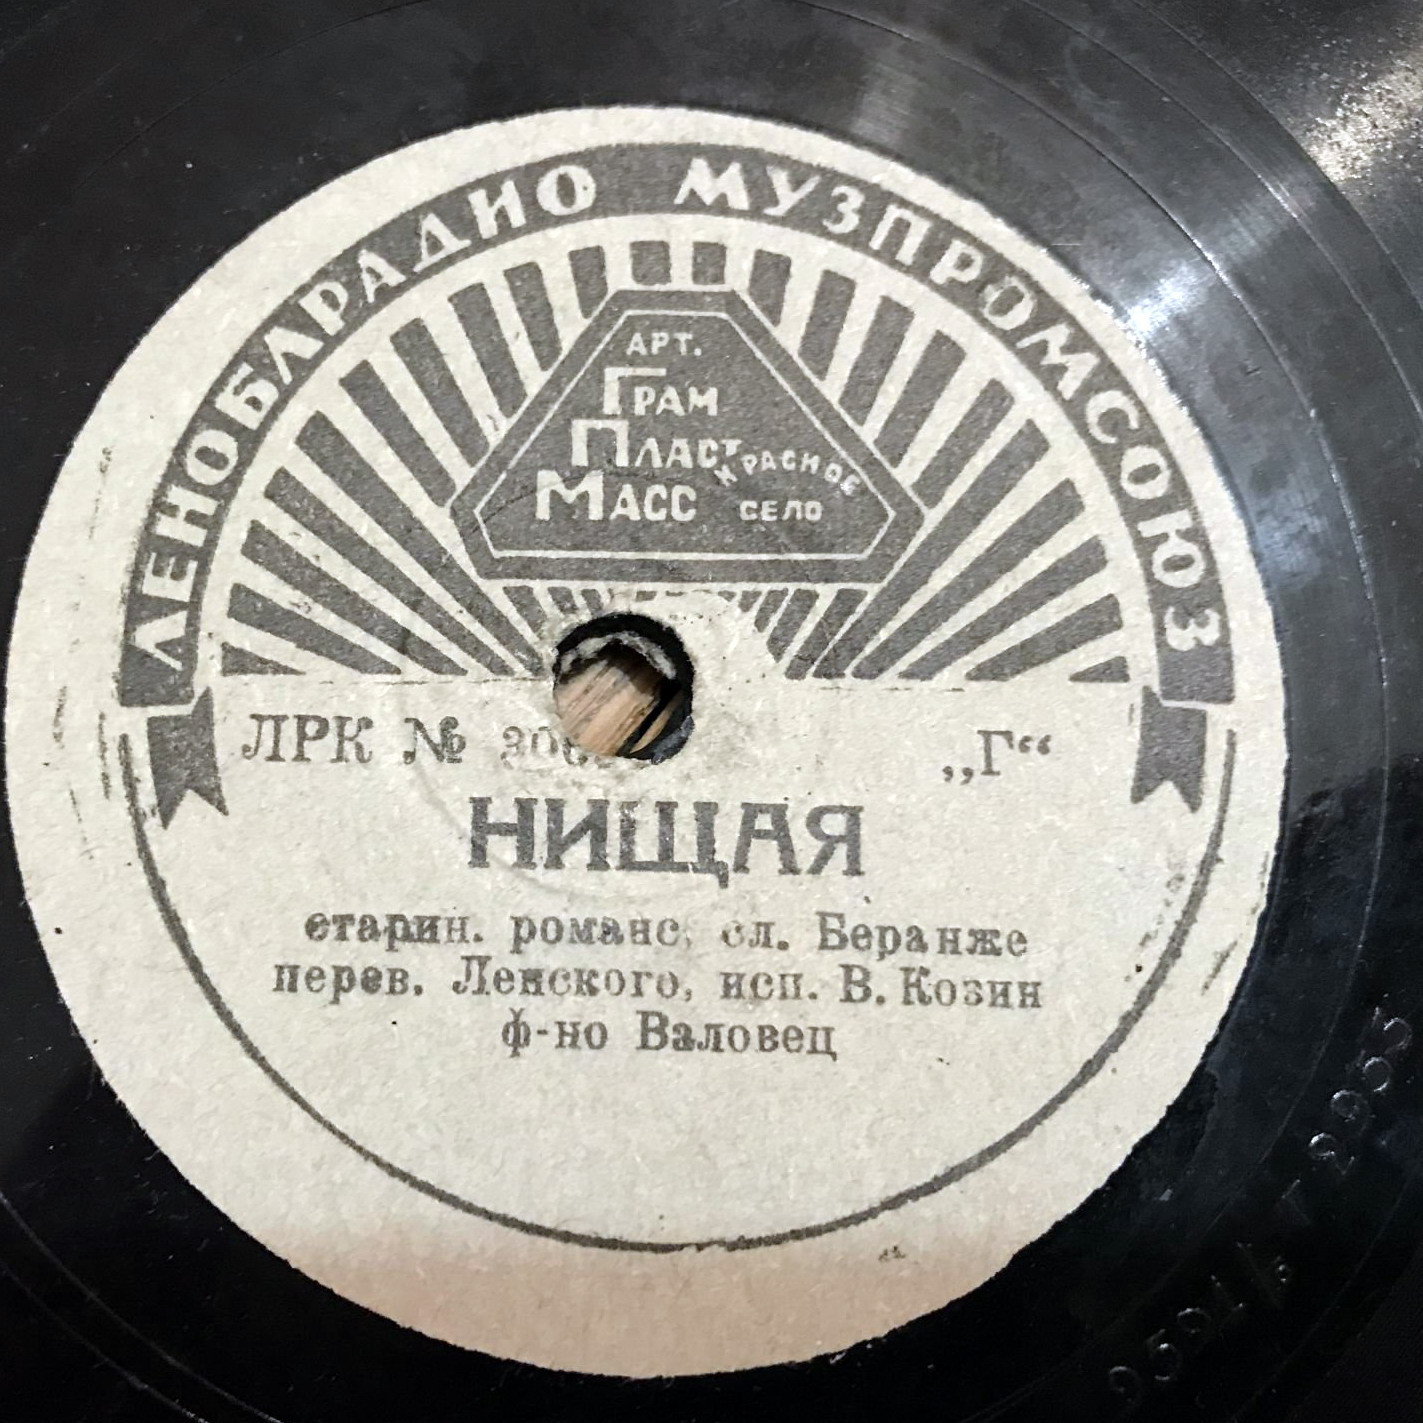 ЛЕНОБЛРАДИО МУЗПРОМСОЮЗ
АРТ.
ГРАМ
ПЛАСТ
МАСС
КРАСНОЕ
СЕЛО
ЛРК № „Г“
НИЩАЯ
старин. романс, сл. Беранже
перев. Ленского, исп. В. Козин
ф-но Валовец